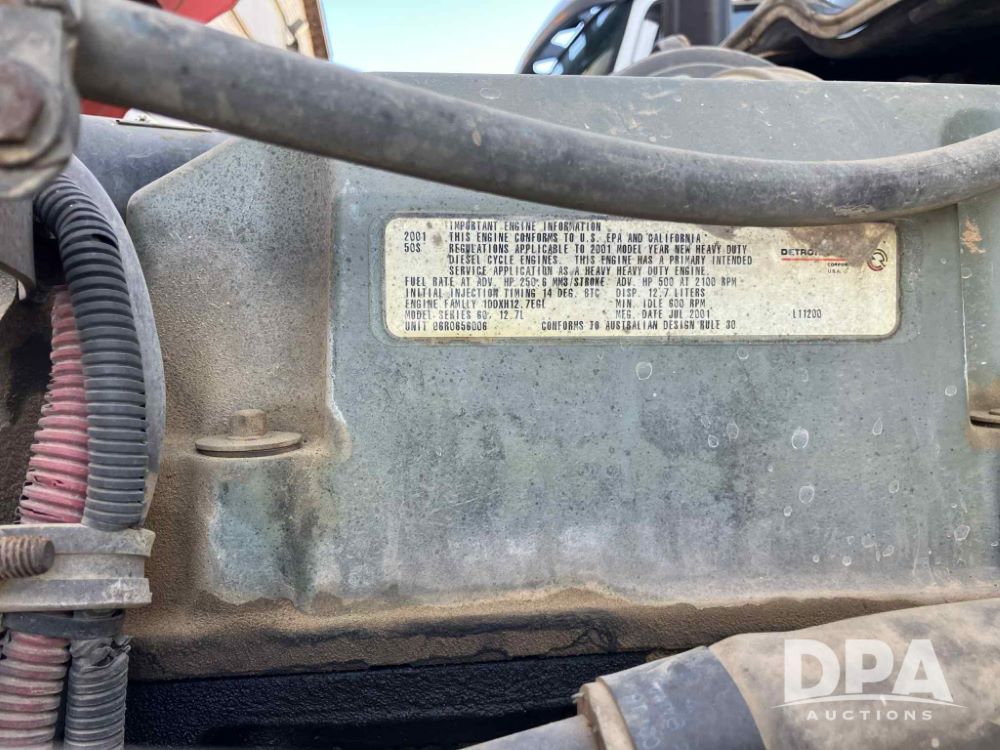 IMPORTANT ENGINE INFORMATION
2001 THIS ENGINE CONFORMS TO U.S. EPA AND CALIFORNIA
50S REGULATIONS APPLICABLE TO 2001 MODEL YEAR NEW HEAVY DUTY
DIESEL CYCLE ENGINES. THIS ENGINE HAS A PRIMARY INTENDED
SERVICE APPLICATION AS A HEAVY HEAVY DUTY ENGINE.
FUEL RATE AT ADV. HP 250.6 MM3/STROKE ADV. HP 500 AT 2100 RPM
INITIAL INJECTION TIMING 14 DEG. BTC DISP. 12.7 LITERS
ENGINE FAMILY 1DDXH12.7EGL MIN. IDLE 600 RPM
MODEL SERIES 60, 12.7L MFG. DATE JUL 2001 L11200
UNIT 06R0656006 CONFORMS TO AUSTRALIAN DESIGN RULE 30
DETRO
CORPOR
U.S.A.
DPA
AUCTIONS